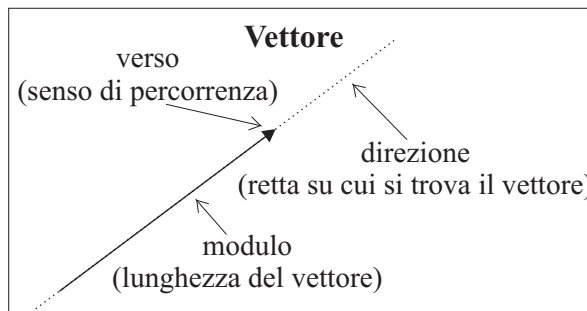 Vettore
verso
(senso di percorrenza)
direzione
(retta su cui si trova il vettore)
modulo
(lunghezza del vettore)